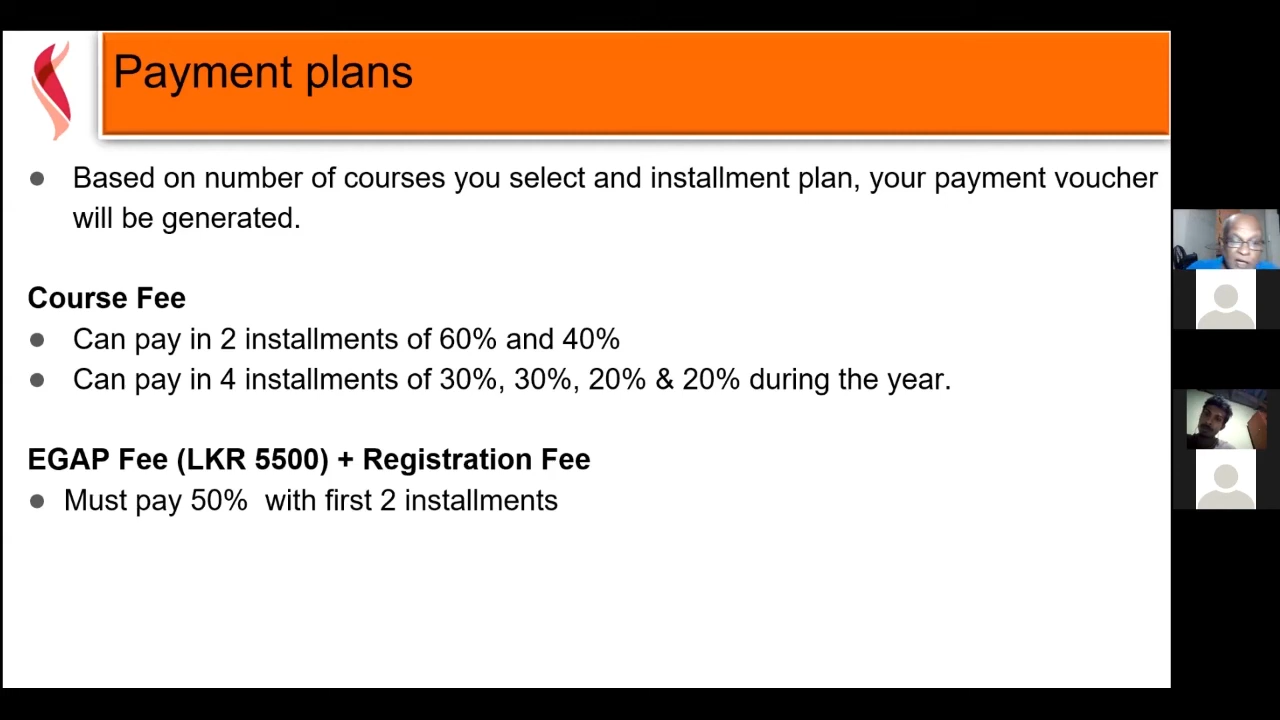 Payment plans
● Based on number of courses you select and installment plan, your payment voucher
will be generated.
Course Fee
● Can pay in 2 installments of 60% and 40%
● Can pay in 4 installments of 30%, 30%, 20% & 20% during the year.
EGAP Fee (LKR 5500) + Registration Fee
● Must pay 50%  with first 2 installments